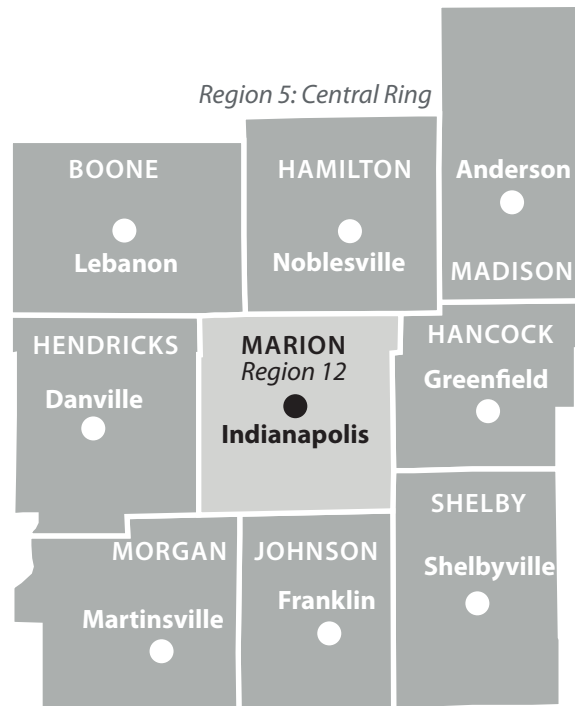 Region 5: Central Ring
BOONE
Lebanon
HAMILTON
Noblesville
Anderson
MADISON
HENDRICKS
Danville
MARION
Region 12
Indianapolis
HANCOCK
Greenfield
MORGAN
Martinsville
JOHNSON
Franklin
SHELBY
Shelbyville